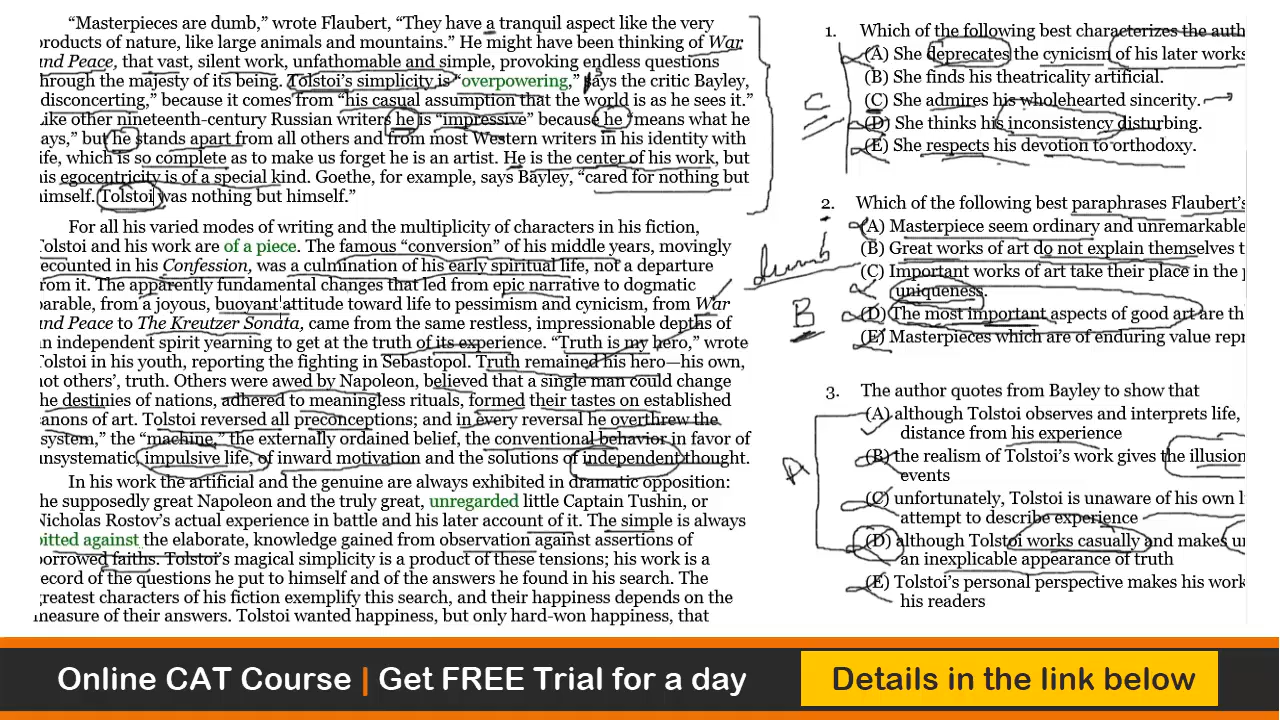 “Masterpieces are dumb,” wrote Flaubert, “They have a tranquil aspect like the very
products of nature, like large animals and mountains.” He might have been thinking of War
and Peace, that vast, silent work, unfathomable and simple, provoking endless questions
through the majesty of its being. Tolstoi’s simplicity is “overpowering,” says the critic Bayley,
“disconcerting,” because it comes from “his casual assumption that the world is as he sees it.”
Like other nineteenth-century Russian writers he is “impressive” because he “means what he
says,” but he stands apart from all others and from most Western writers in his identity with
life, which is so complete as to make us forget he is an artist. He is the center of his work, but
his egocentricity is of a special kind. Goethe, for example, says Bayley, “cared for nothing but
himself. Tolstoi was nothing but himself.”
For all his varied modes of writing and the multiplicity of characters in his fiction,
Tolstoi and his work are of a piece. The famous “conversion” of his middle years, movingly
recounted in his Confession, was a culmination of his early spiritual life, not a departure
from it. The apparently fundamental changes that led from epic narrative to dogmatic
parable, from a joyous, buoyant attitude toward life to pessimism and cynicism, from War
and Peace to The Kreutzer Sonata, came from the same restless, impressionable depths of
an independent spirit yearning to get at the truth of its experience. “Truth is my hero,” wrote
Tolstoi in his youth, reporting the fighting in Sebastopol. Truth remained his hero—his own,
not others’, truth. Others were awed by Napoleon, believed that a single man could change
the destinies of nations, adhered to meaningless rituals, formed their tastes on established
canons of art. Tolstoi reversed all preconceptions; and in every reversal he overthrew the
“system,” the “machine,” the externally ordained belief, the conventional behavior in favor of
unsystematic, impulsive life, of inward motivation and the solutions of independent thought.
In his work the artificial and the genuine are always exhibited in dramatic opposition:
the supposedly great Napoleon and the truly great, unregarded little Captain Tushin, or
Nicholas Rostov’s actual experience in battle and his later account of it. The simple is always
pitted against the elaborate, knowledge gained from observation against assertions of
borrowed faiths. Tolstoi’s magical simplicity is a product of these tensions; his work is a
record of the questions he put to himself and of the answers he found in his search. The
greatest characters of his fiction exemplify this search, and their happiness depends on the
measure of their answers. Tolstoi wanted happiness, but only hard-won happiness, that
C
dumb
B
A
1. Which of the following best characterizes the auth
(A) She deprecates the cynicism of his later works
(B) She finds his theatricality artificial.
(C) She admires his wholehearted sincerity.
(D) She thinks his inconsistency disturbing.
(E) She respects his devotion to orthodoxy.
2. Which of the following best paraphrases Flaubert’s
(A) Masterpiece seem ordinary and unremarkable
(B) Great works of art do not explain themselves t
(C) Important works of art take their place in the p
uniqueness.
(D) The most important aspects of good art are th
(E) Masterpieces which are of enduring value repr
3. The author quotes from Bayley to show that
(A) although Tolstoi observes and interprets life,
distance from his experience
(B) the realism of Tolstoi’s work gives the illusion
events
(C) unfortunately, Tolstoi is unaware of his own l
attempt to describe experience
(D) although Tolstoi works casually and makes u
an inexplicable appearance of truth
(E) Tolstoi’s personal perspective makes his work
his readers
Online CAT Course | Get FREE Trial for a day
Details in the link below